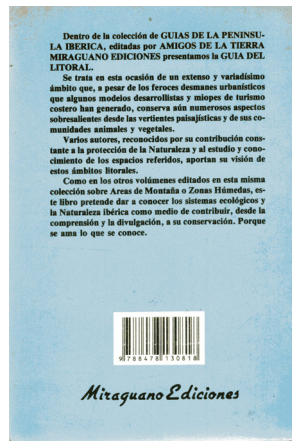 Dentro de la colección de GUIAS DE LA PENINSU-
LA IBERICA, editadas por AMIGOS DE LA TIERRA
MIRAGUANO EDICIONES presentamos la GUIA DEL
LITORAL.
Se trata en esta ocasión de un extenso y variadísimo
ámbito que, a pesar de los feroces desmanes urbanísticos
que algunos modelos desarrollistas y miopes de turismo
costero han generado, conserva aún numerosos aspectos
sobresalientes desde las vertientes paisajísticas y de sus co-
munidades animales y vegetales.
Varios autores, reconocidos por su contribución cons-
tante a la protección de la Naturaleza y al estudio y cono-
cimiento de los espacios referidos, aportan su visión de
estos ámbitos litorales.
Como en los otros volúmenes editados en esta misma
colección sobre Areas de Montaña o Zonas Húmedas, es-
te libro pretende dar a conocer los sistemas ecológicos y
la Naturaleza ibérica como medio de contribuir, desde la
comprensión y la divulgación, a su conservación. Porque
se ama lo que se conoce.
9 788478 130818
Miraguano Ediciones